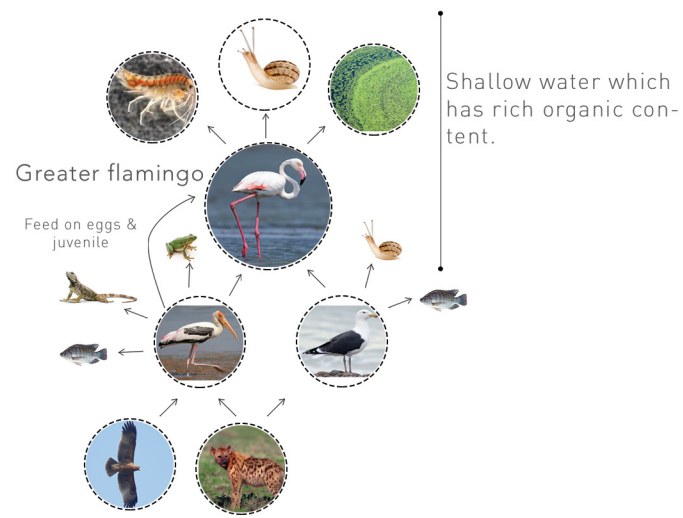 Shallow water which
has rich organic con-
tent.
Greater flamingo
Feed on eggs &
juvenile